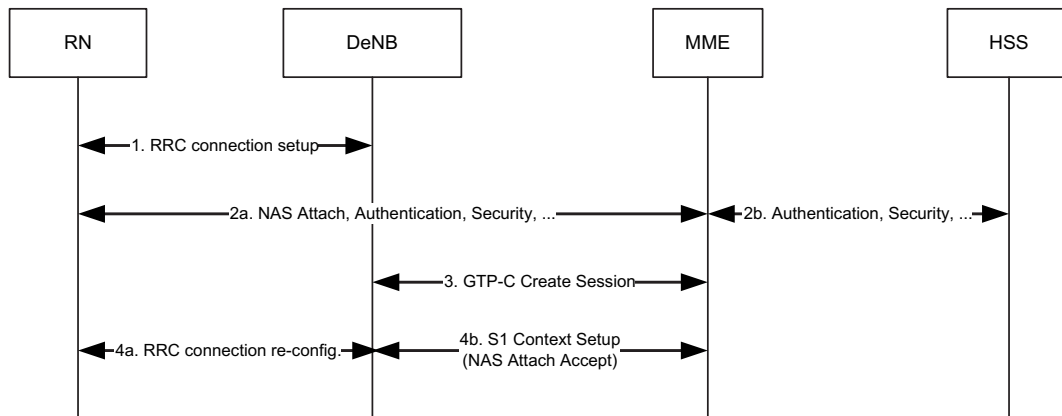 RN
DeNB
MME
HSS
1. RRC connection setup
2a. NAS Attach, Authentication, Security, ...
2b. Authentication, Security, ...
3. GTP-C Create Session
4a. RRC connection re-config.
4b. S1 Context Setup
(NAS Attach Accept)